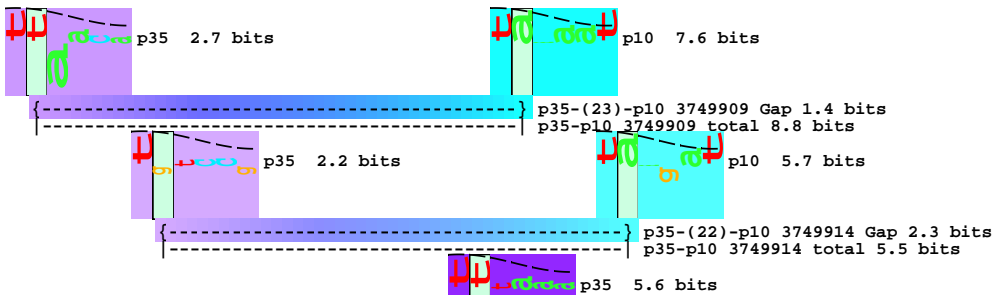 t t a a c a p35 2.7 bits t a t a a t p10 7.6 bits
{------------------------------------------------} p35-(23)-p10 3749909 Gap 1.4 bits
|------------------------------------------------| p35-p10 3749909 total 8.8 bits
t g t c c g p35 2.2 bits t a t g a t p10 5.7 bits
{---------------------------------------------} p35-(22)-p10 3749914 Gap 2.3 bits
|---------------------------------------------| p35-p10 3749914 total 5.5 bits
t t t a a a p35 5.6 bits